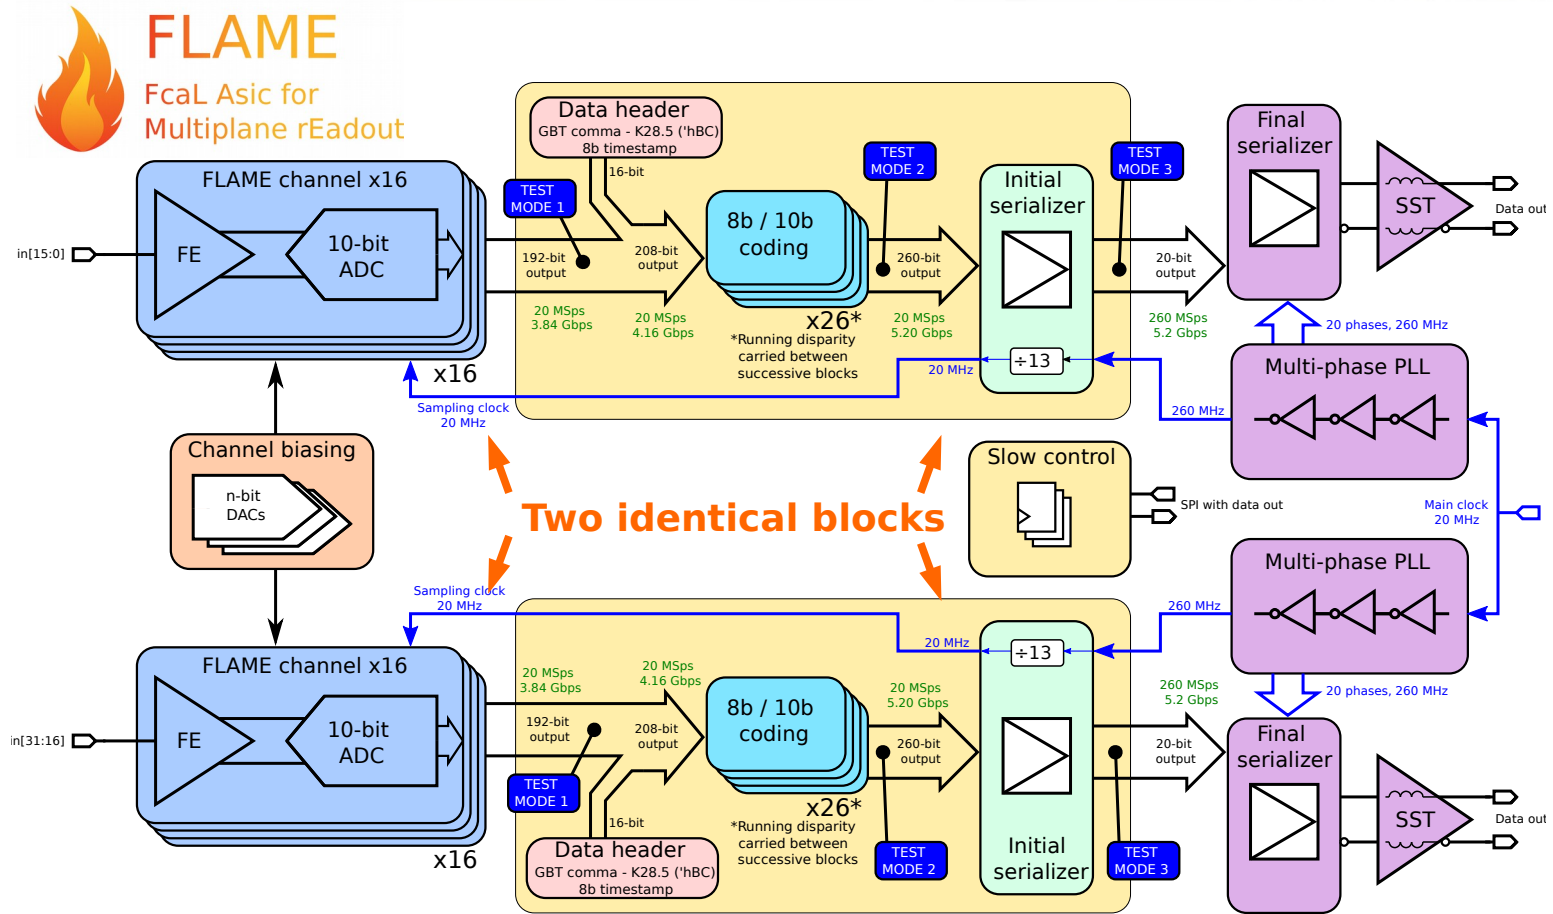 FLAME
FcaL Asic for
Multiplane rEadout
FLAME channel x16
FE
10-bit
ADC
in[15:0]
x16
Data header
GBT comma - K28.5 ('hBC)
8b timestamp
16-bit
TEST
MODE 1
192-bit
output
208-bit
output
20 MSps
3.84 Gbps
20 MSps
4.16 Gbps
8b / 10b
coding
x26*
*Running disparity
carried between
successive blocks
TEST
MODE 2
260-bit
output
20 MSps
5.20 Gbps
Initial
serializer
÷13
20 MHz
Sampling clock
20 MHz
TEST
MODE 3
20-bit
output
260 MSps
5.2 Gbps
Final
serializer
SST
Data out
20 phases, 260 MHz
Multi-phase PLL
260 MHz
Channel biasing
n-bit
DACs
Two identical blocks
Slow control
SPI with data out
Main clock
20 MHz
Multi-phase PLL
260 MHz
20 phases, 260 MHz
Sampling clock
20 MHz
20 MHz
÷13
FLAME channel x16
FE
10-bit
ADC
in[31:16]
x16
20 MSps
3.84 Gbps
20 MSps
4.16 Gbps
192-bit
output
208-bit
output
TEST
MODE 1
16-bit
Data header
GBT comma - K28.5 ('hBC)
8b timestamp
8b / 10b
coding
x26*
*Running disparity
carried between
successive blocks
20 MSps
5.20 Gbps
260-bit
output
TEST
MODE 2
Initial
serializer
260 MSps
5.2 Gbps
20-bit
output
TEST
MODE 3
Final
serializer
SST
Data out